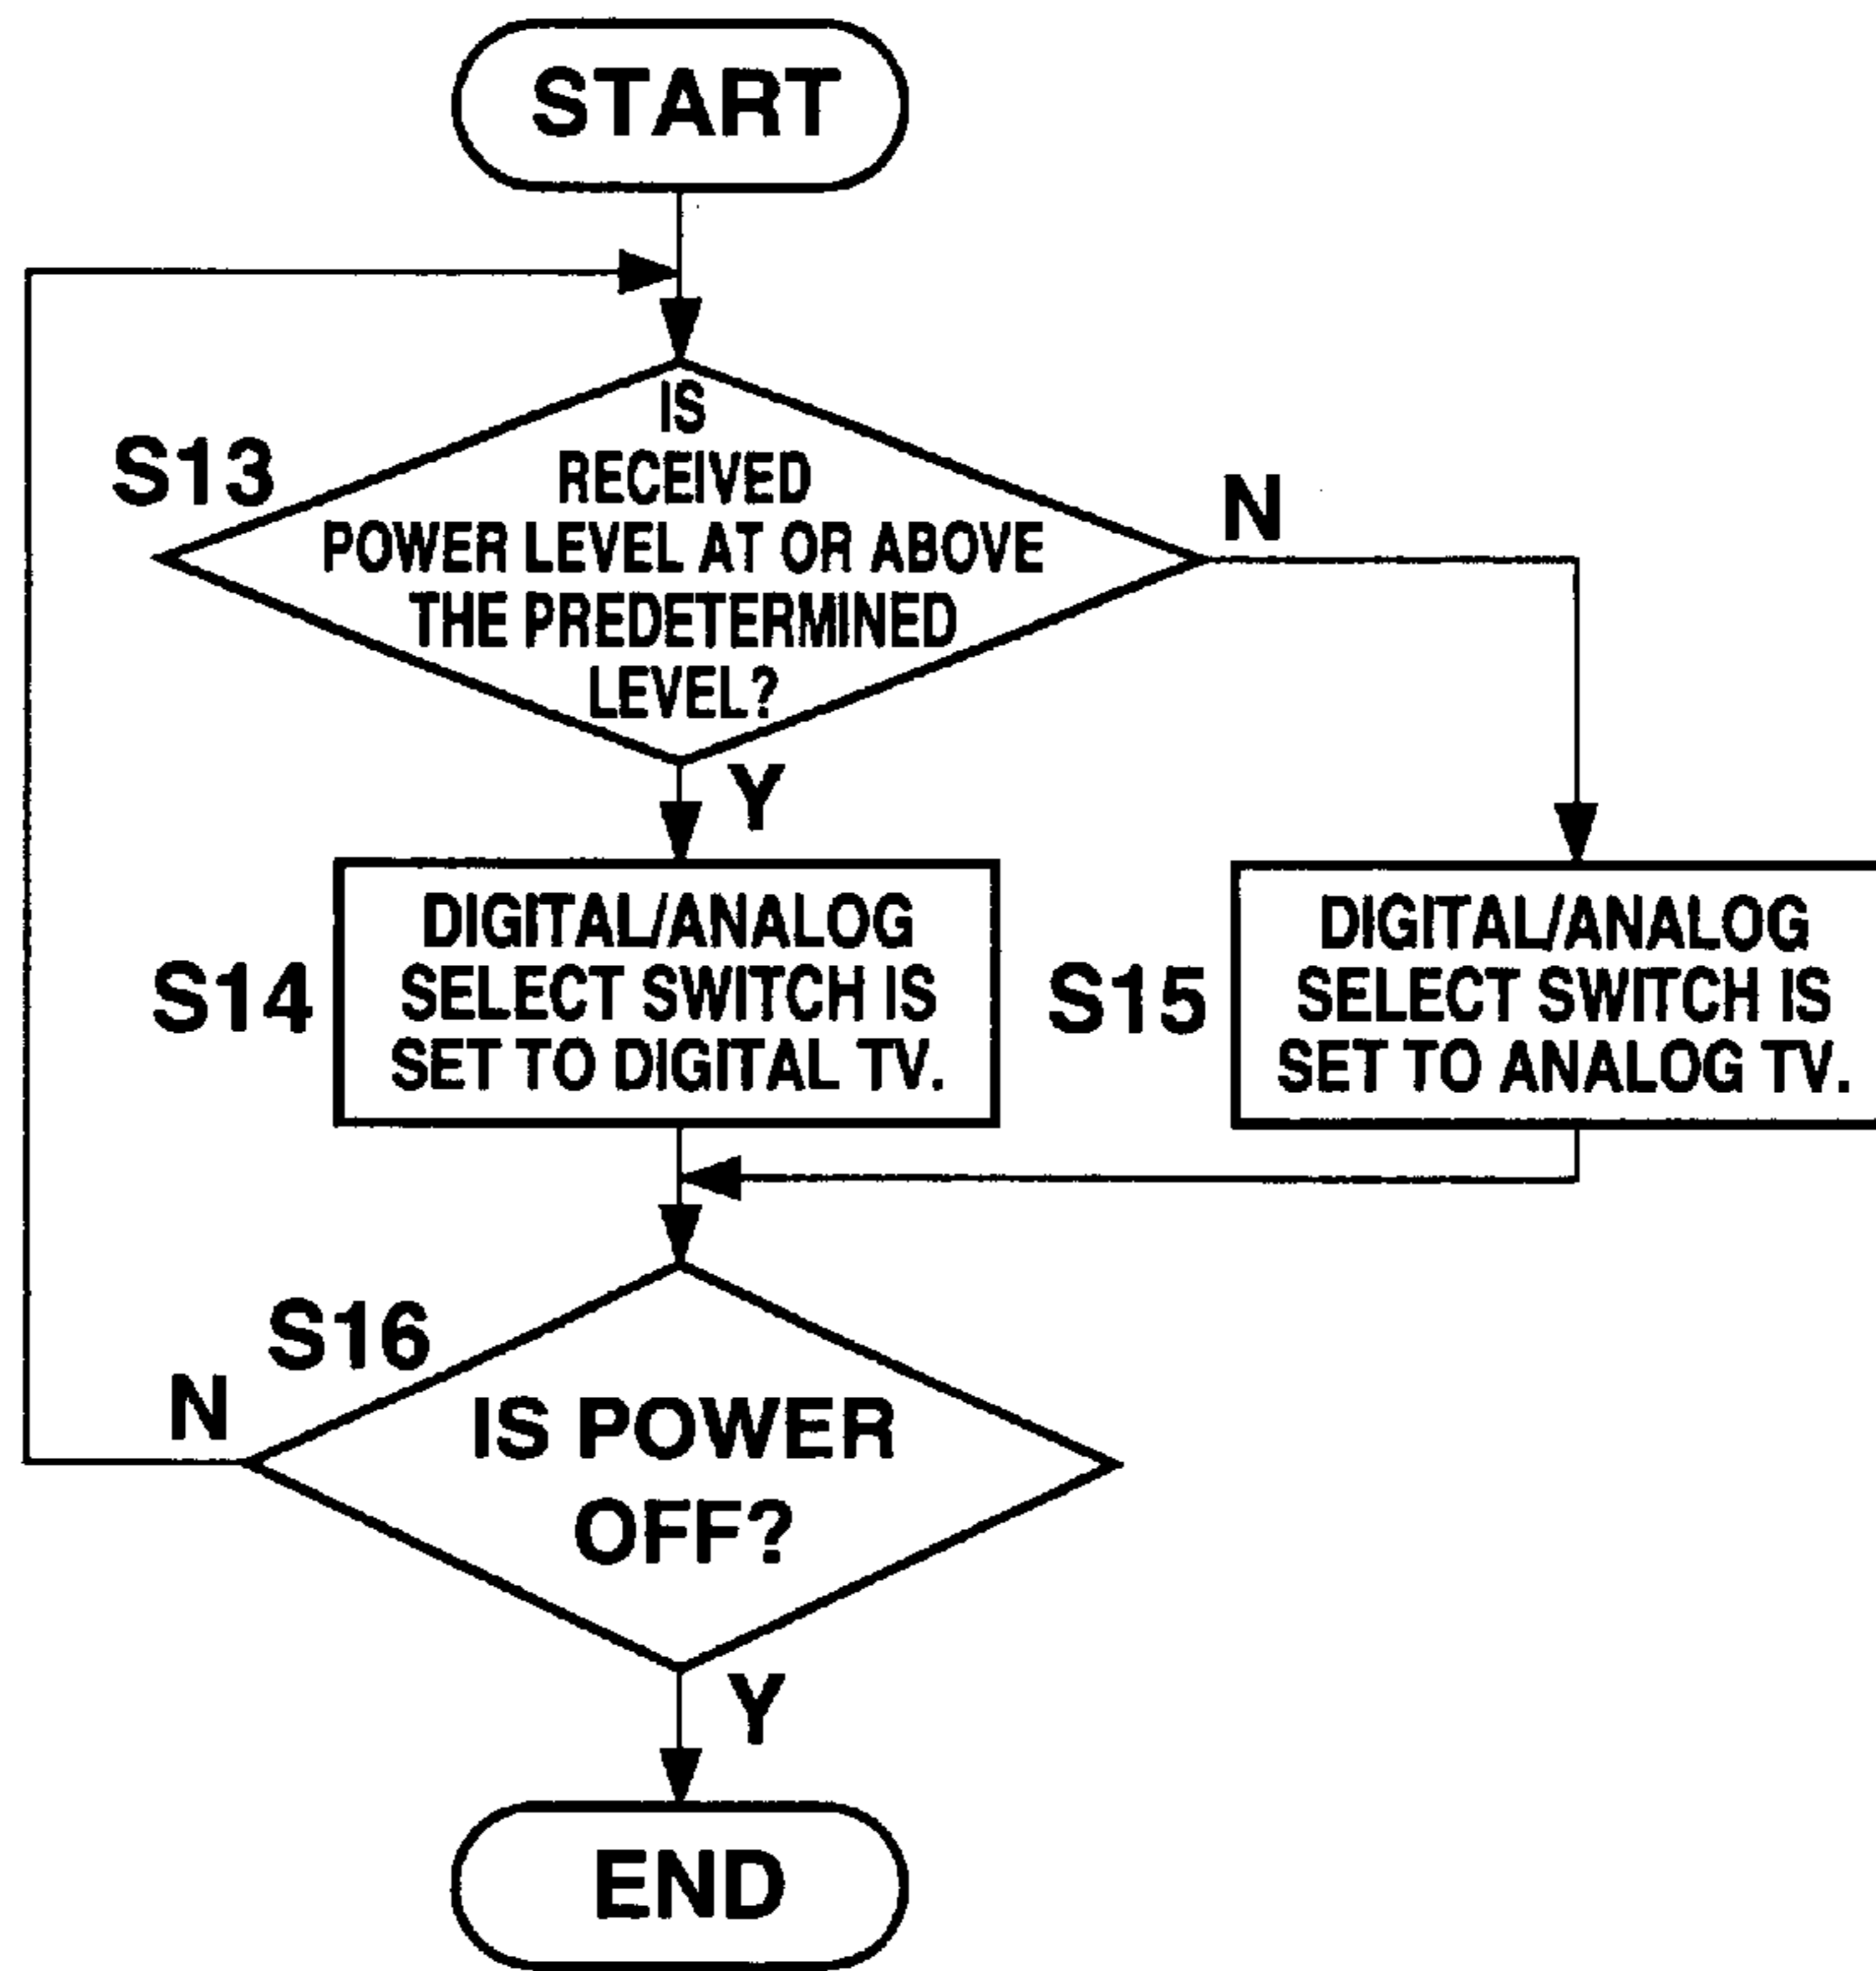 START
S13
IS
RECEIVED
POWER LEVEL AT OR ABOVE
THE PREDETERMINED
LEVEL?
N
Y
S14
DIGITAL/ANALOG
SELECT SWITCH IS
SET TO DIGITAL TV.
S15
DIGITAL/ANALOG
SELECT SWITCH IS
SET TO ANALOG TV.
S16
N
IS POWER
OFF?
Y
END